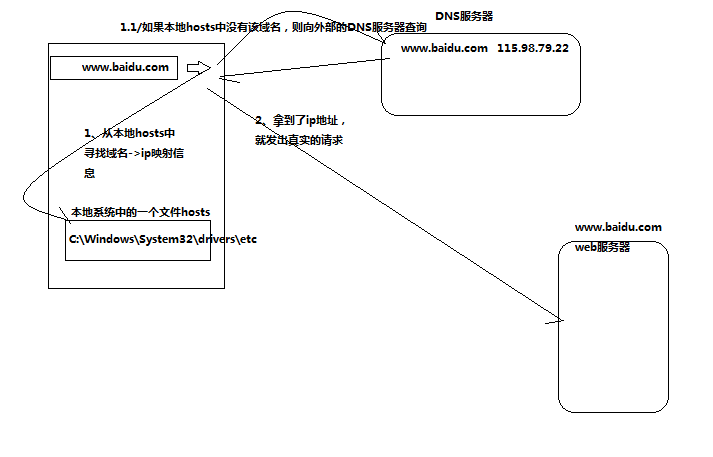 DNS服务器
1.1/如果本地hosts中没有该域名，则向外部的DNS服务器查询
www.baidu.com 115.98.79.22
www.baidu.com
2、拿到了ip地址，
就发出真实的请求
1、从本地hosts中
寻找域名->ip映射信
息
本地系统中的一个文件hosts
C:\Windows\System32\drivers\etc
www.baidu.com
web服务器